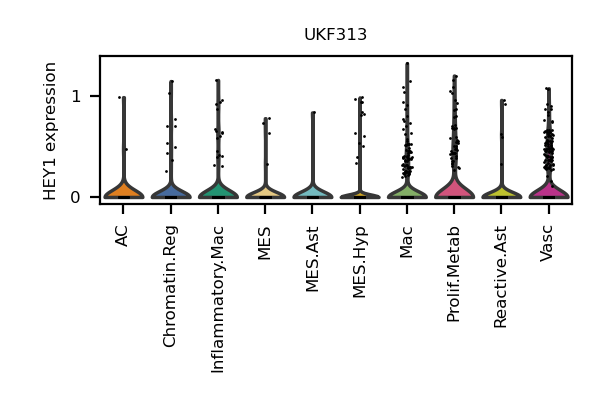 UKF313
HEY1 expression
1
0
AC
Chromatin.Reg
Inflammatory.Mac
MES
MES.Ast
MES.Hyp
Mac
Prolif.Metab
Reactive.Ast
Vasc